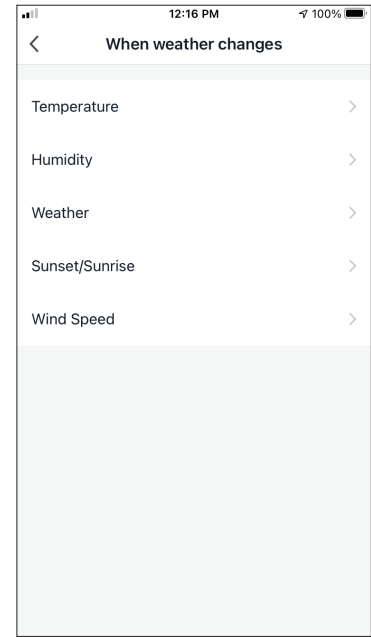 12:16 PM 100%
When weather changes
Temperature
Humidity
Weather
Sunset/Sunrise
Wind Speed